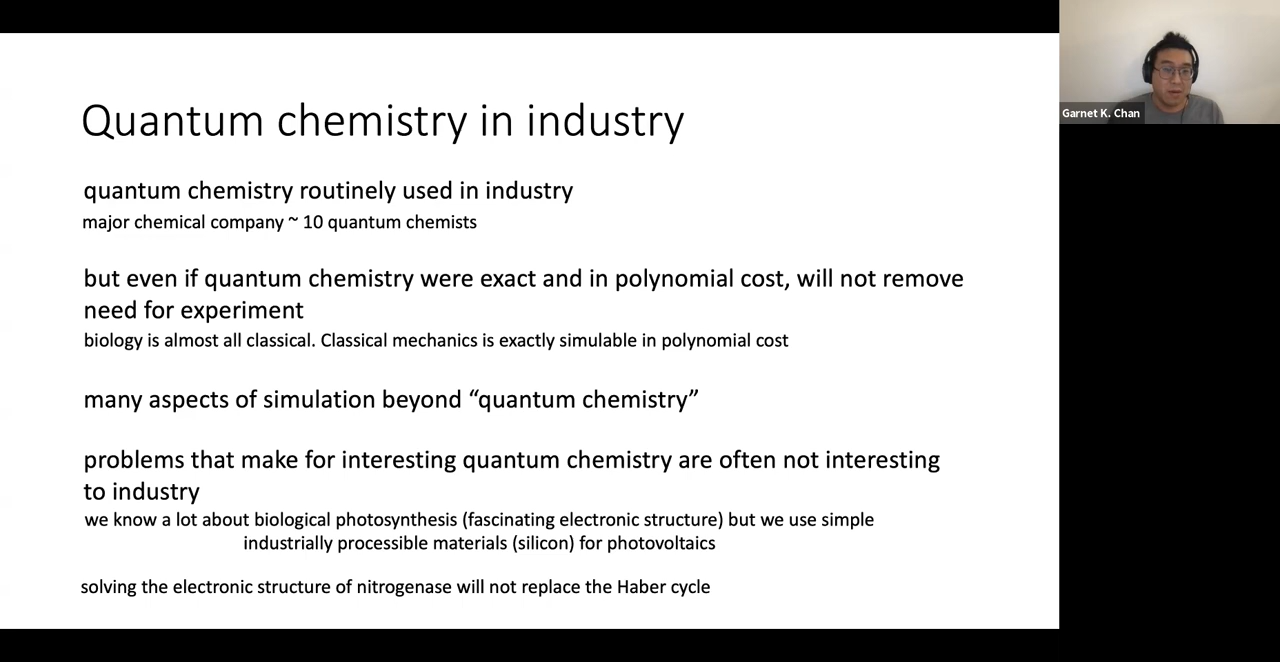 Quantum chemistry in industry
Garnet K. Chan
quantum chemistry routinely used in industry
major chemical company ~ 10 quantum chemists
but even if quantum chemistry were exact and in polynomial cost, will not remove
need for experiment
biology is almost all classical. Classical mechanics is exactly simulable in polynomial cost
many aspects of simulation beyond “quantum chemistry”
problems that make for interesting quantum chemistry are often not interesting
to industry
we know a lot about biological photosynthesis (fascinating electronic structure) but we use simple
industrially processible materials (silicon) for photovoltaics
solving the electronic structure of nitrogenase will not replace the Haber cycle